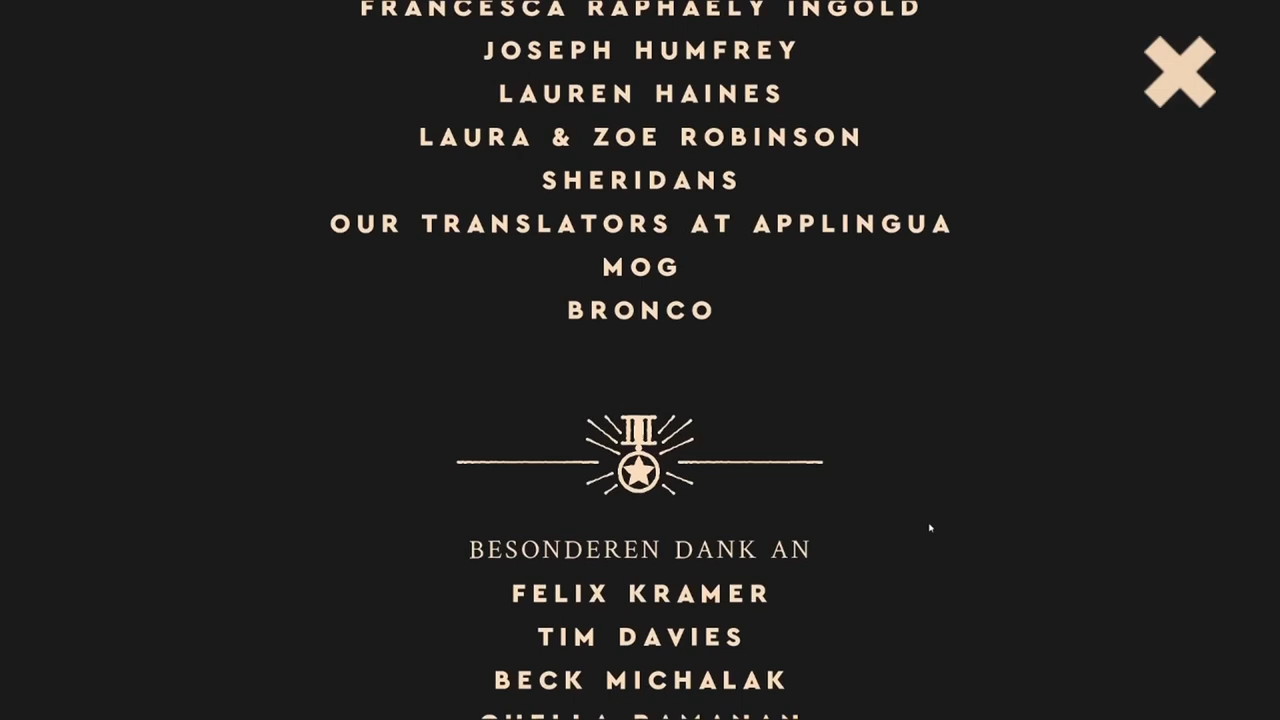 FRANCESCA RAPHAELY INGOLD
JOSEPH HUMFREY
LAUREN HAINES
LAURA & ZOE ROBINSON
SHERIDANS
OUR TRANSLATORS AT APPLINGUA
MOG
BRONCO
BESONDEREN DANK AN
FELIX KRAMER
TIM DAVIES
BECK MICHALAK